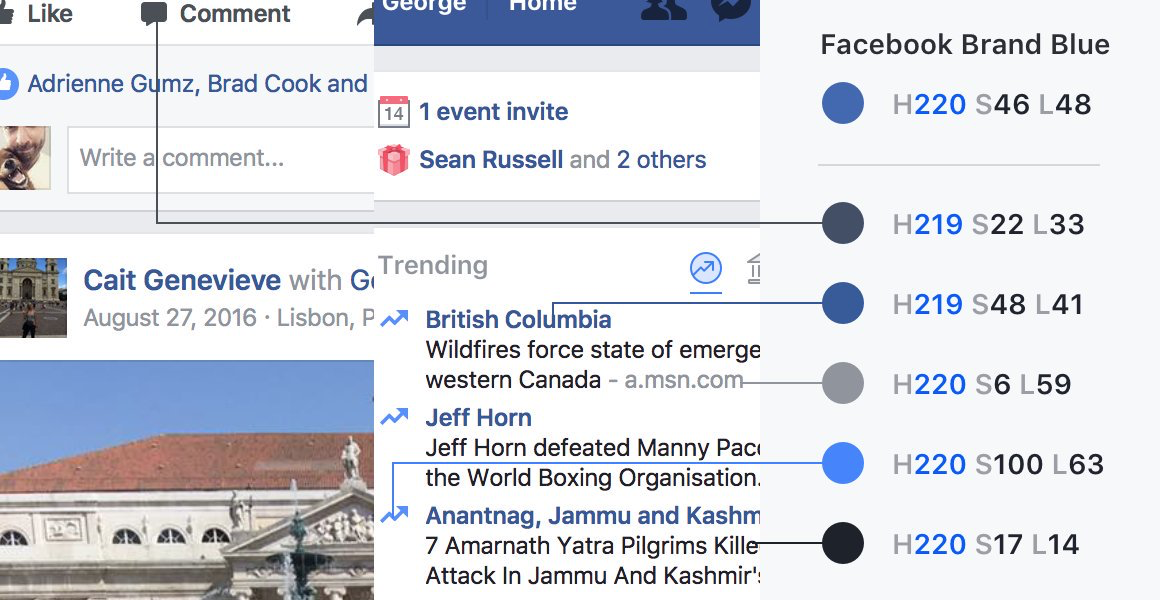 Like
Comment
Adrienne Gumz, Brad Cook and
Write a comment...
Cait Genevieve with Ge
August 27, 2016 · Lisbon, P
George
Home
14
1 event invite
Sean Russell and 2 others
Trending
British Columbia
Wildfires force state of emerge
western Canada - a.msn.com
Jeff Horn
Jeff Horn defeated Manny Pacq
the World Boxing Organisation.
Anantnag, Jammu and Kashm
7 Amarnath Yatra Pilgrims Kille
Attack In Jammu And Kashmir's
Facebook Brand Blue
H220 S46 L48
H219 S22 L33
H219 S48 L41
H220 S6 L59
H220 S100 L63
H220 S17 L14